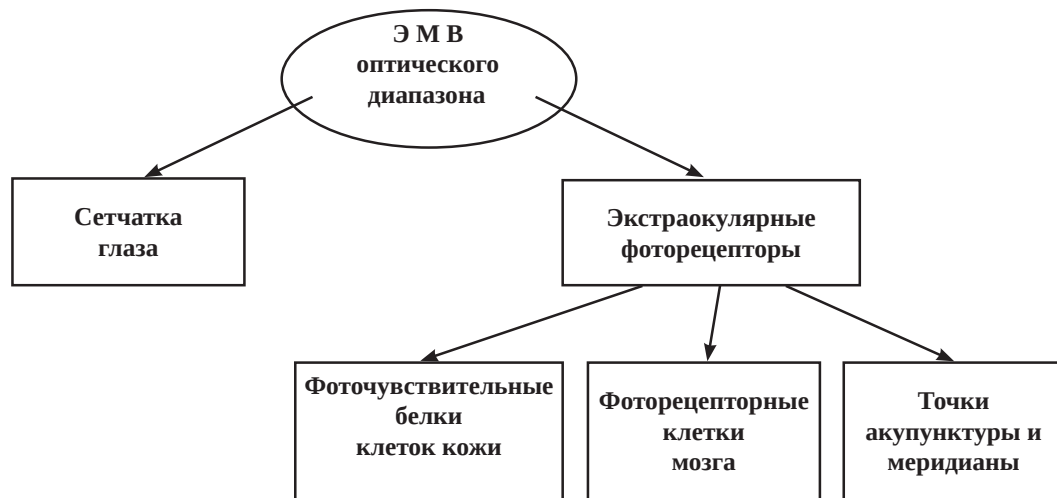 Э М В
оптического
диапазона
Сетчатка
глаза
Экстраокулярные
фоторецепторы
Фоточувствительные
белки
клеток кожи
Фоторецепторные
клетки
мозга
Точки
акупунктуры и
меридианы